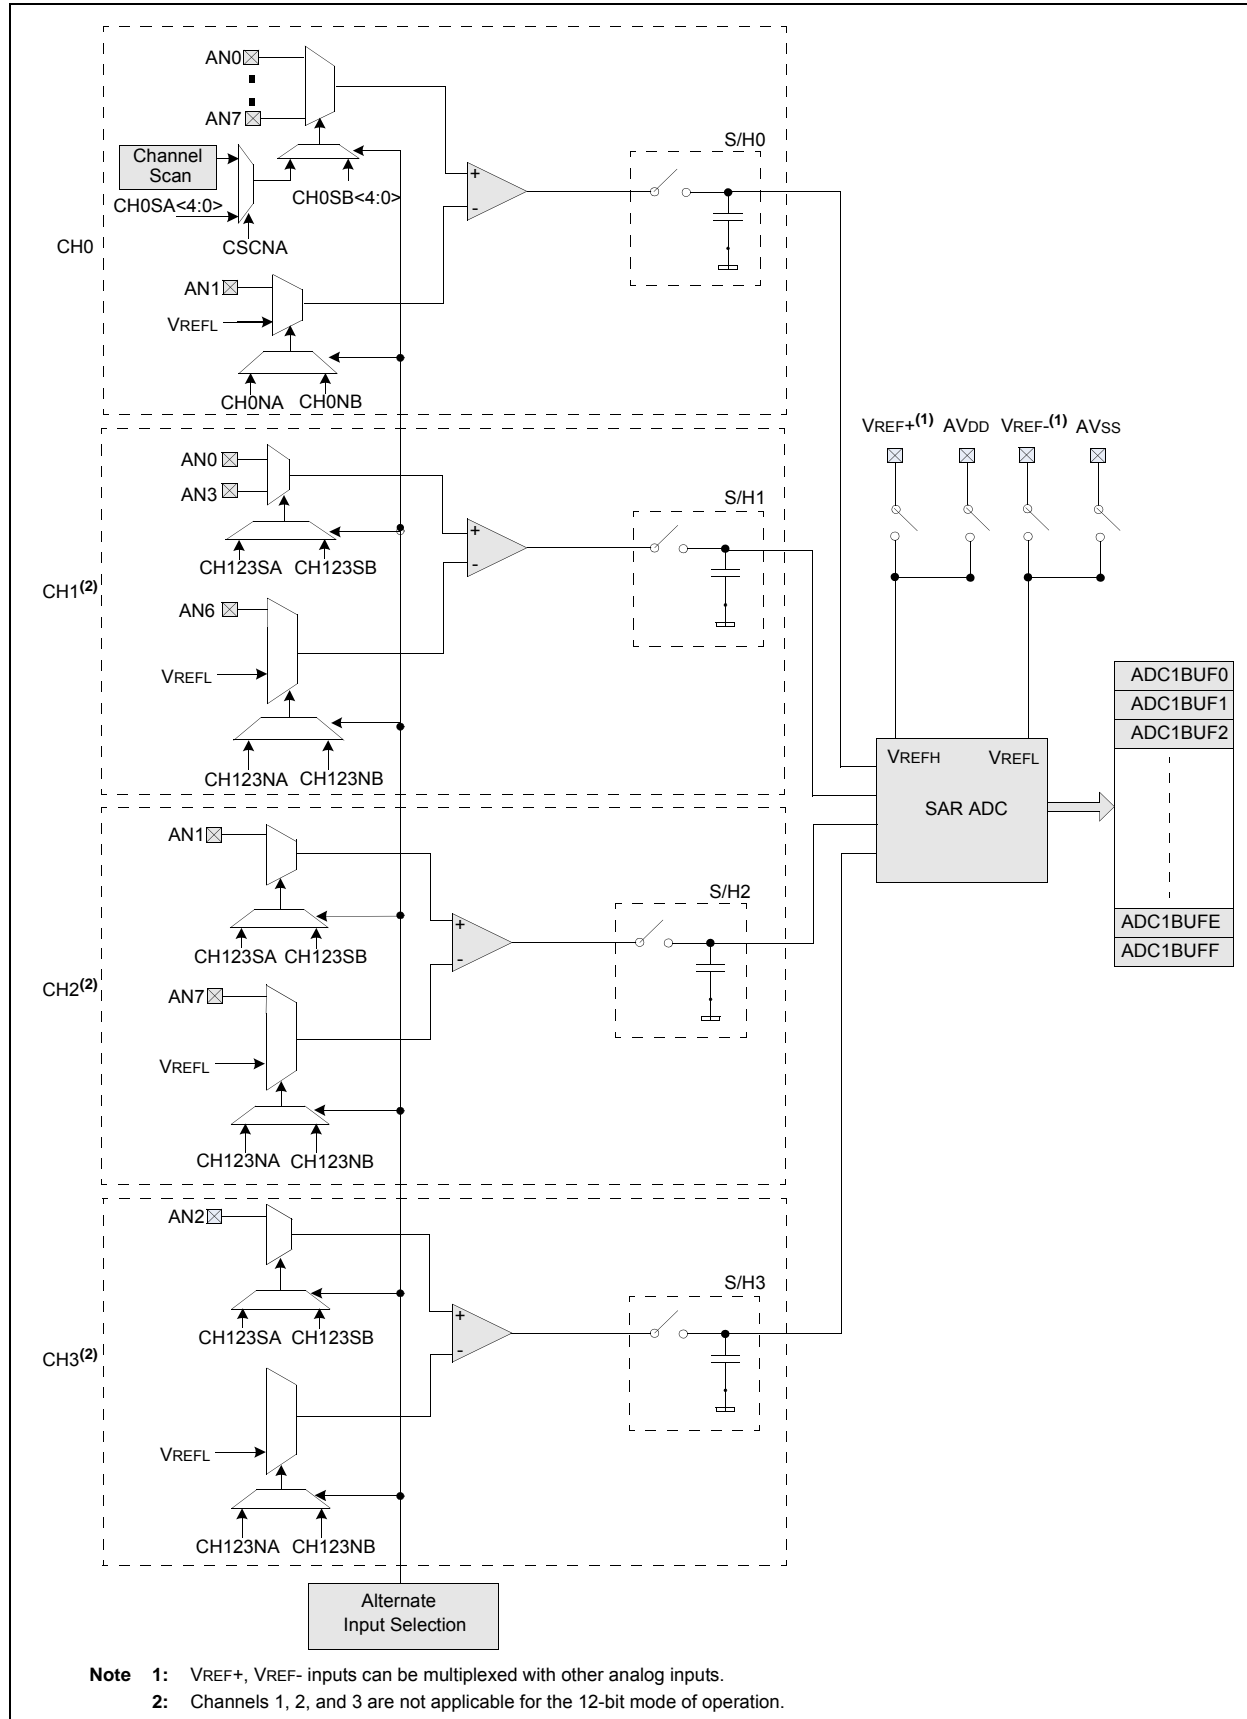 AN0
AN7
Channel
Scan
CH0SA<4:0>
CH0SB<4:0>
CSCNA
CH0
+
-
S/H0
AN1
VREFL
CH0NA CH0NB
VREF+(1) AVDD VREF-(1) AVSS
AN0
AN3
CH123SA CH123SB
+
-
S/H1
CH1(2)
AN6
VREFL
CH123NA CH123NB
VREFH VREFL
SAR ADC
ADC1BUF0
ADC1BUF1
ADC1BUF2
ADC1BUFE
ADC1BUFF
AN1
CH123SA CH123SB
+
-
S/H2
CH2(2)
AN7
VREFL
CH123NA CH123NB
AN2
CH123SA CH123SB
+
-
S/H3
CH3(2)
VREFL
CH123NA CH123NB
Alternate
Input Selection
Note 1: VREF+, VREF- inputs can be multiplexed with other analog inputs.
2: Channels 1, 2, and 3 are not applicable for the 12-bit mode of operation.